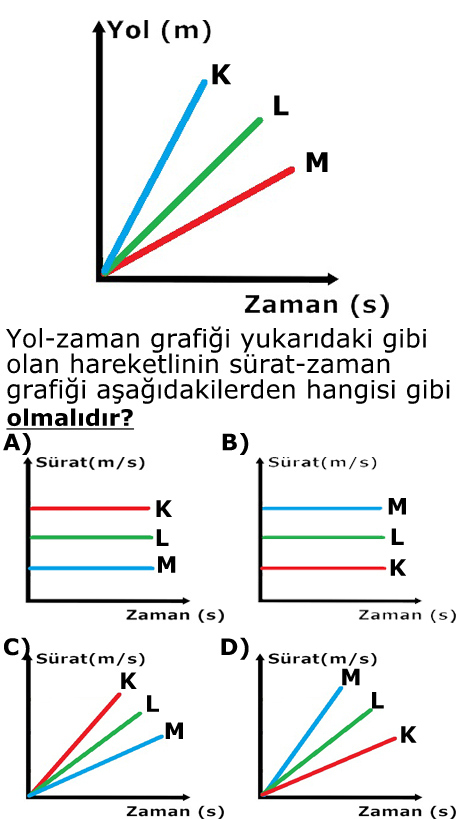 Yol (m)
K
L
M
Zaman (s)
Yol-zaman grafiği yukarıdaki gibi
olan hareketlinin sürat-zaman
grafiği aşağıdakilerden hangisi gibi
olmalıdır?
A)
Sürat(m/s)
K
L
M
Zaman (s)
B)
Sürat(m/s)
M
L
K
Zaman (s)
C)
Sürat(m/s)
K
L
M
Zaman (s)
D)
Sürat(m/s)
M
L
K
Zaman (s)